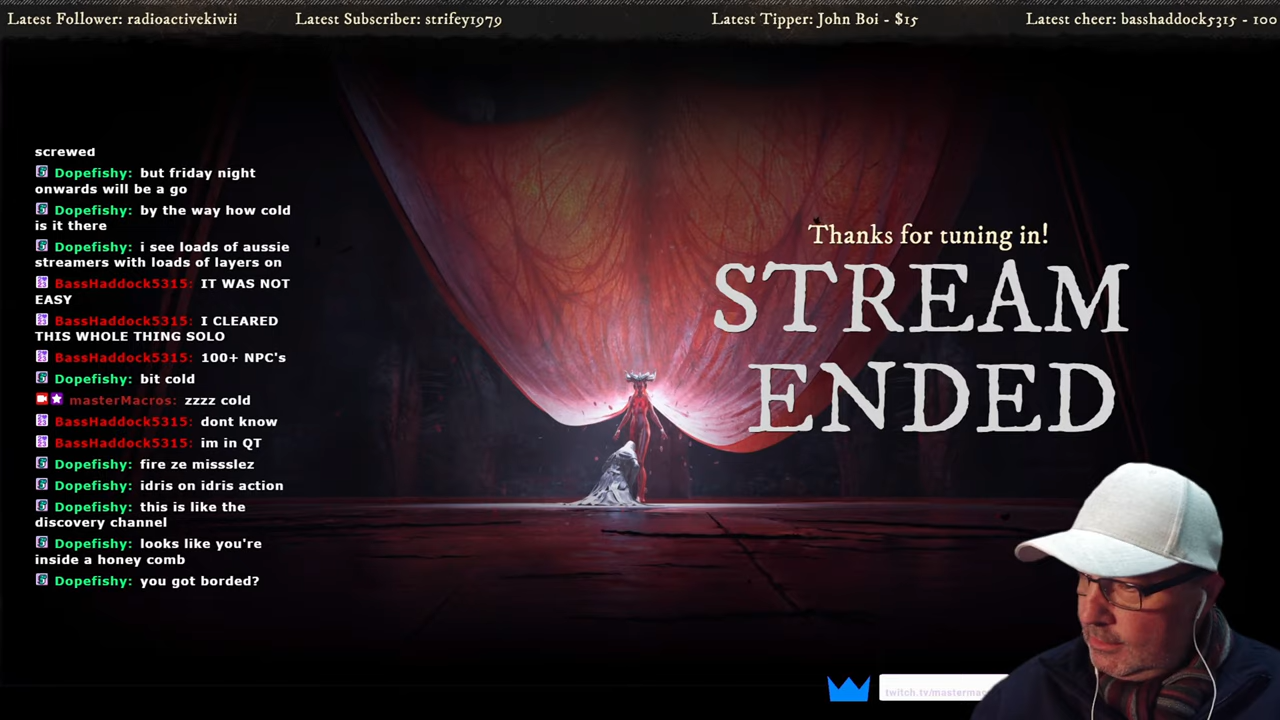 Latest Follower: radioactivekiwii
Latest Subscriber: strifey1979
Latest Tipper: John Boi - $15
Latest cheer: basshaddock5315 - 100
screwed
Dopefishy: but friday night
onwards will be a go
Dopefishy: by the way how cold
is it there
Dopefishy: i see loads of aussie
streamers with loads of layers on
BassHaddock5315: IT WAS NOT
EASY
BassHaddock5315: I CLEARED
THIS WHOLE THING SOLO
BassHaddock5315: 100+ NPC's
Dopefishy: bit cold
masterMacros: zzzz cold
BassHaddock5315: dont know
BassHaddock5315: im in QT
Dopefishy: fire ze missslez
Dopefishy: idris on idris action
Dopefishy: this is like the
discovery channel
Dopefishy: looks like you're
inside a honey comb
Dopefishy: you got borded?
Thanks for tuning in!
STREAM
ENDED